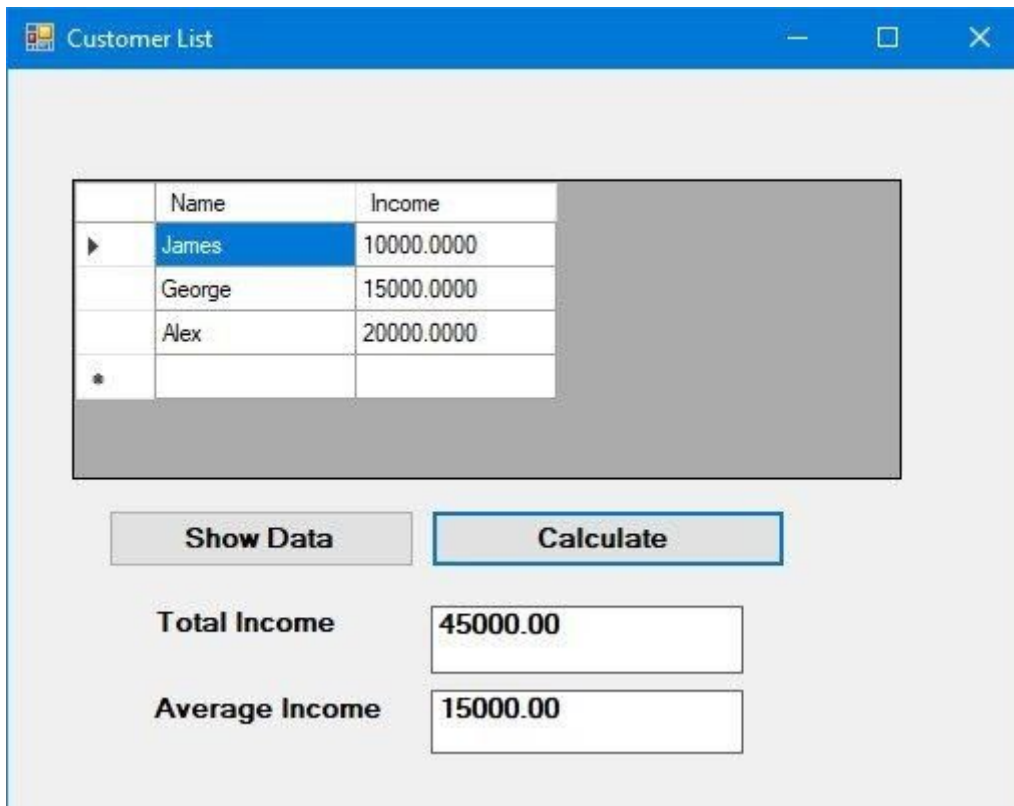 Customer List
Name Income
James 10000.0000
George 15000.0000
Alex 20000.0000
Show Data Calculate
Total Income 45000.00
Average Income 15000.00